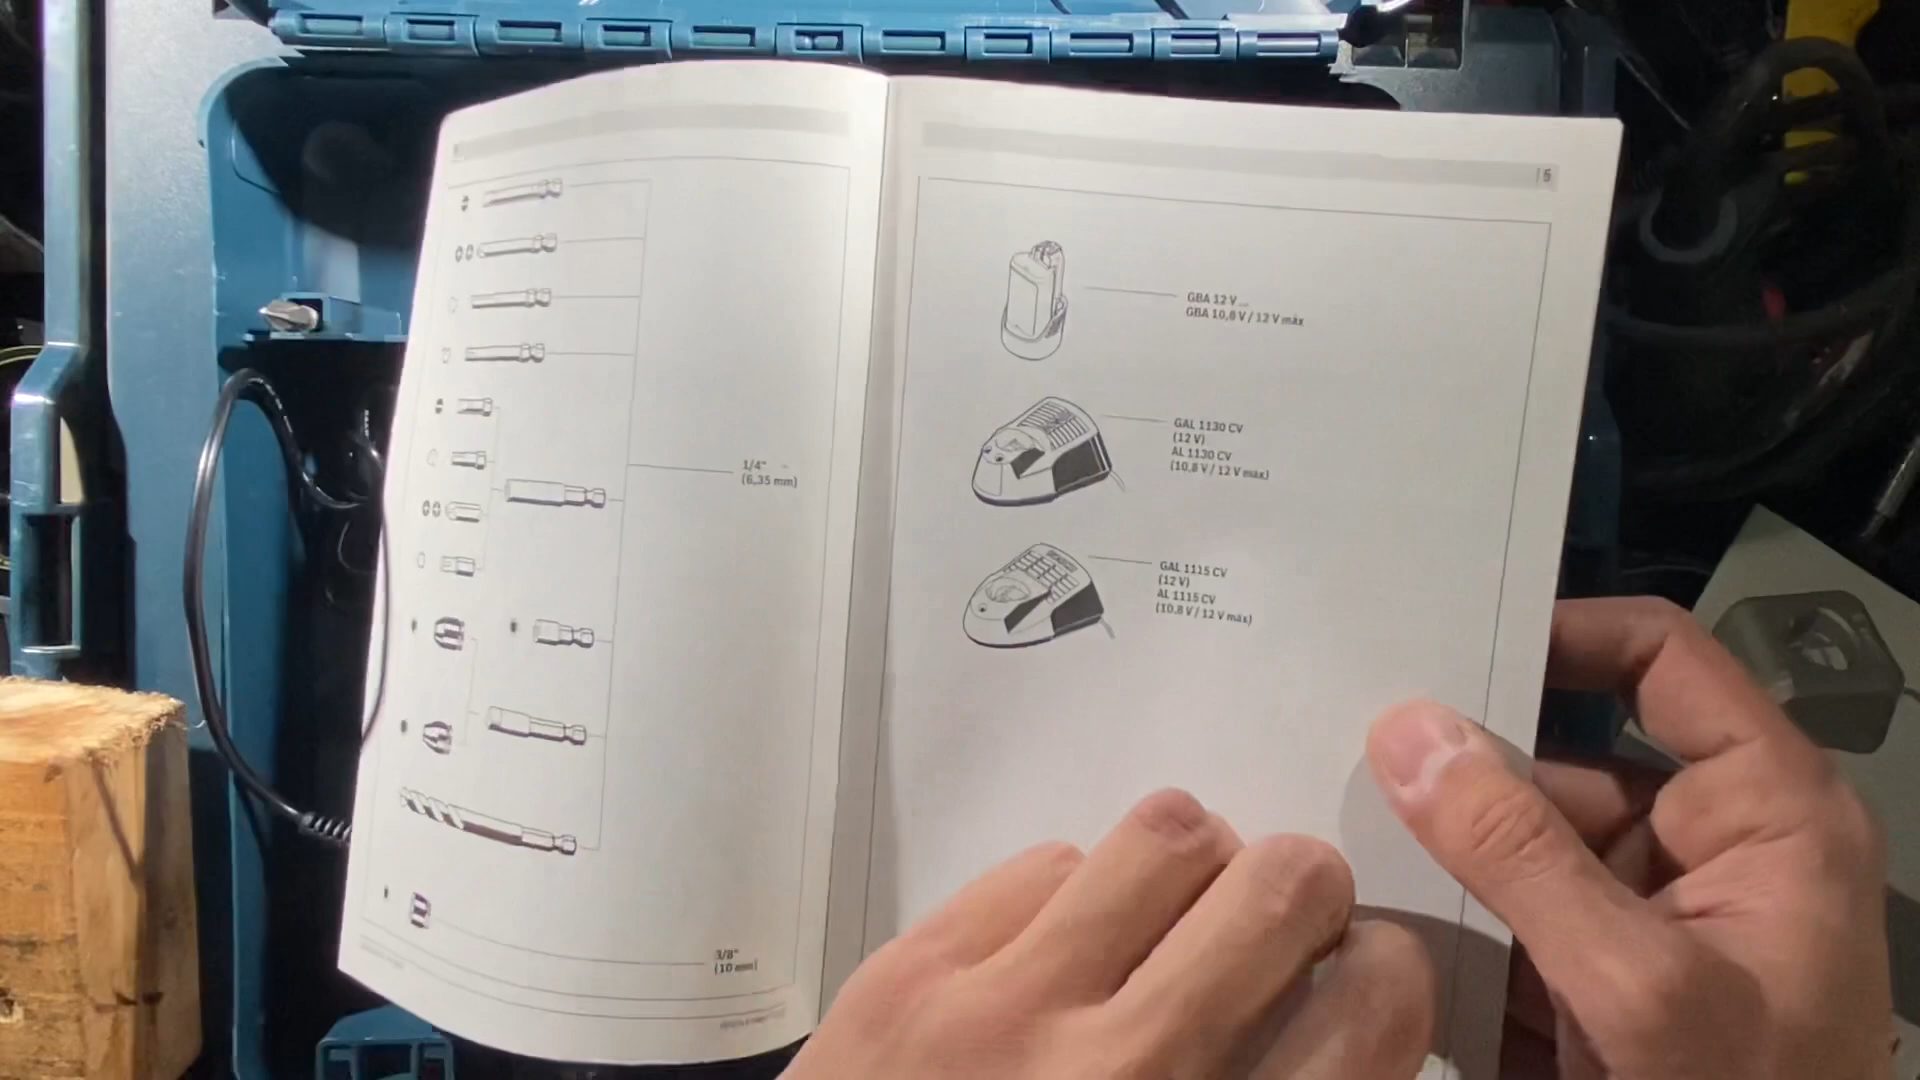 1/4"
(6,35 mm)
3/8"
(10 mm)
| 5
GBA 12 V ...
GBA 10,8 V / 12 V max
GAL 1130 CV
(12 V)
AL 1130 CV
(10,8 V / 12 V max)
GAL 1115 CV
(12 V)
AL 1115 CV
(10.8 V / 12 V max)